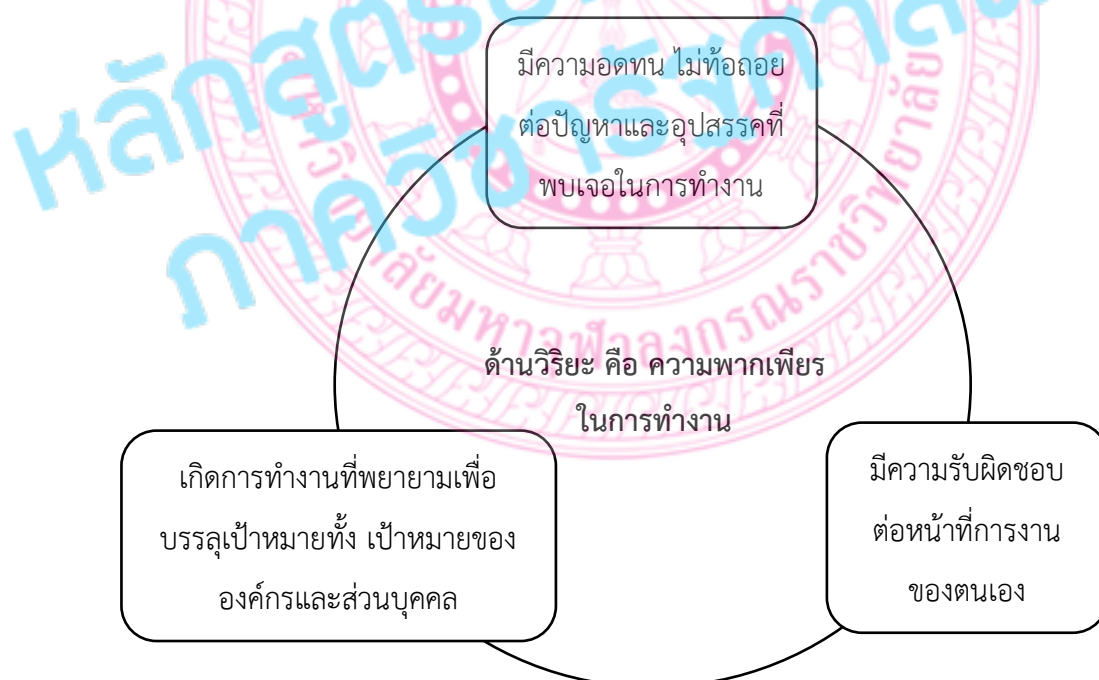 มีความอดทน ไม่ท้อถอย
ต่อปัญหาและอุปสรรคที่
พบเจอในการทำงาน
ด้านวิริยะ คือ ความพากเพียร
ในการทำงาน
เกิดการทำงานที่พยายามเพื่อ
บรรลุเป้าหมายทั้ง เป้าหมายของ
องค์กรและส่วนบุคคล
มีความรับผิดชอบ
ต่อหน้าที่การงาน
ของตนเอง